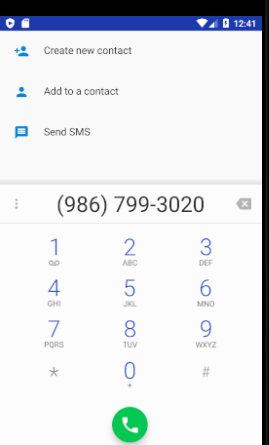 12:41
Create new contact
Add to a contact
Send SMS
(986) 799-3020
1 2 3
ABC DEF
4 5 6
GHI JKL MNO
7 8 9
PQRS TUV WXYZ
* 0 #
+